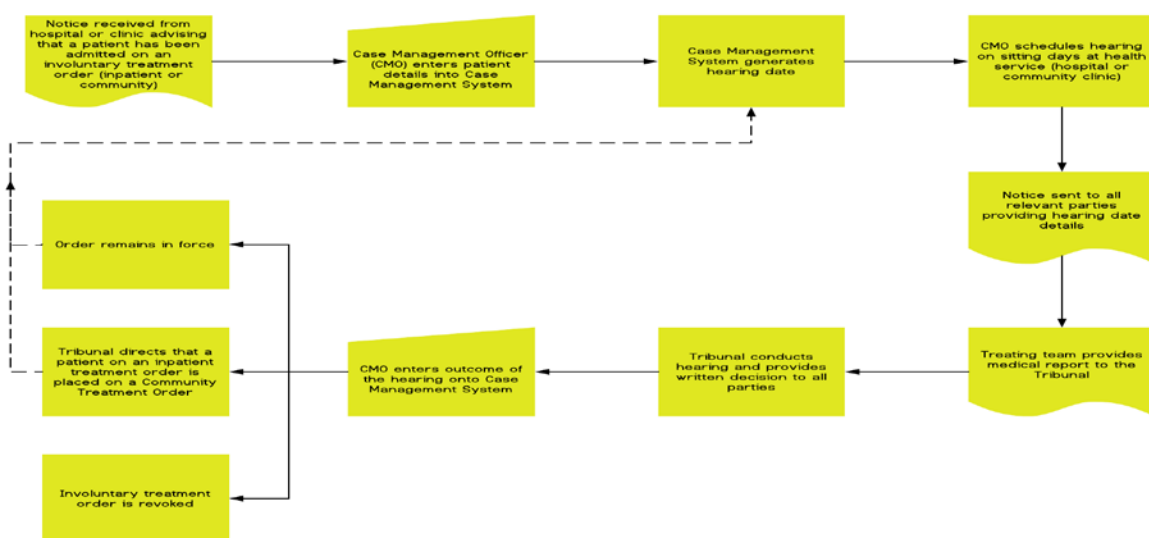 Notice received from
hospital or clinic advising
that a patient has been
admitted on an
involuntary treatment
order (inpatient or
community)
Case Management Officer
(CMO) enters patient
details into Case
Management System
Case Management
System generates
hearing date
CMO schedules hearing
on sitting days at health
service (hospital or
community clinic)
Notice sent to all
relevant parties
providing hearing date
details
Order remains in force
Tribunal directs that a
patient on an inpatient
treatment order is
placed on a Community
Treatment Order
CMO enters outcome of
the hearing onto Case
Management System
Tribunal conducts
hearing and provides
written decision to all
parties
Treating team provides
medical report to the
Tribunal
Involuntary treatment
order is revoked